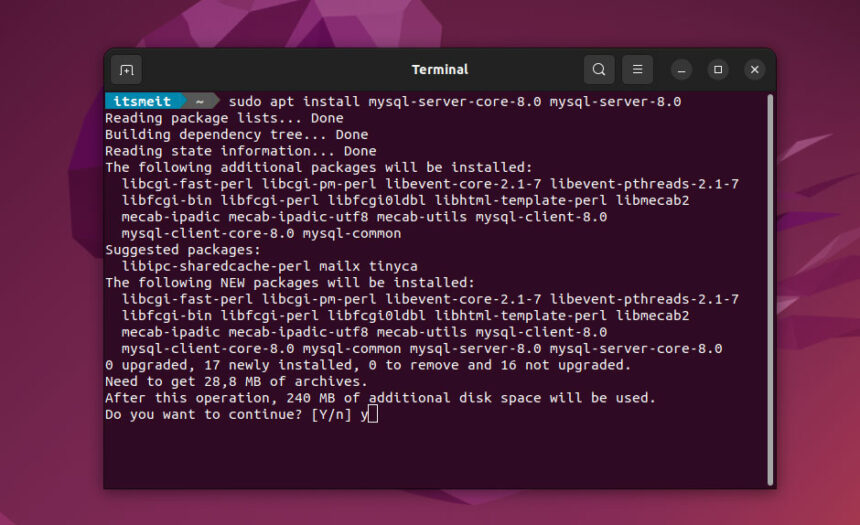 Terminal
itsmeit ~ sudo apt install mysql-server-core-8.0 mysql-server-8.0
Reading package lists... Done
Building dependency tree... Done
Reading state information... Done
The following additional packages will be installed:
libcgi-fast-perl libcgi-pm-perl libevent-core-2.1-7 libevent-pthreads-2.1-7
libfcgi-bin libfcgi-perl libfcgi0ldbl libhtml-template-perl libmecab2
mecab-ipadic mecab-ipadic-utf8 mecab-utils mysql-client-8.0
mysql-client-core-8.0 mysql-common
Suggested packages:
libipc-sharedcache-perl mailx tinyca
The following NEW packages will be installed:
libcgi-fast-perl libcgi-pm-perl libevent-core-2.1-7 libevent-pthreads-2.1-7
libfcgi-bin libfcgi-perl libfcgi0ldbl libhtml-template-perl libmecab2
mecab-ipadic mecab-ipadic-utf8 mecab-utils mysql-client-8.0
mysql-client-core-8.0 mysql-common mysql-server-8.0 mysql-server-core-8.0
0 upgraded, 17 newly installed, 0 to remove and 16 not upgraded.
Need to get 28,8 MB of archives.
After this operation, 240 MB of additional disk space will be used.
Do you want to continue? [Y/n] y